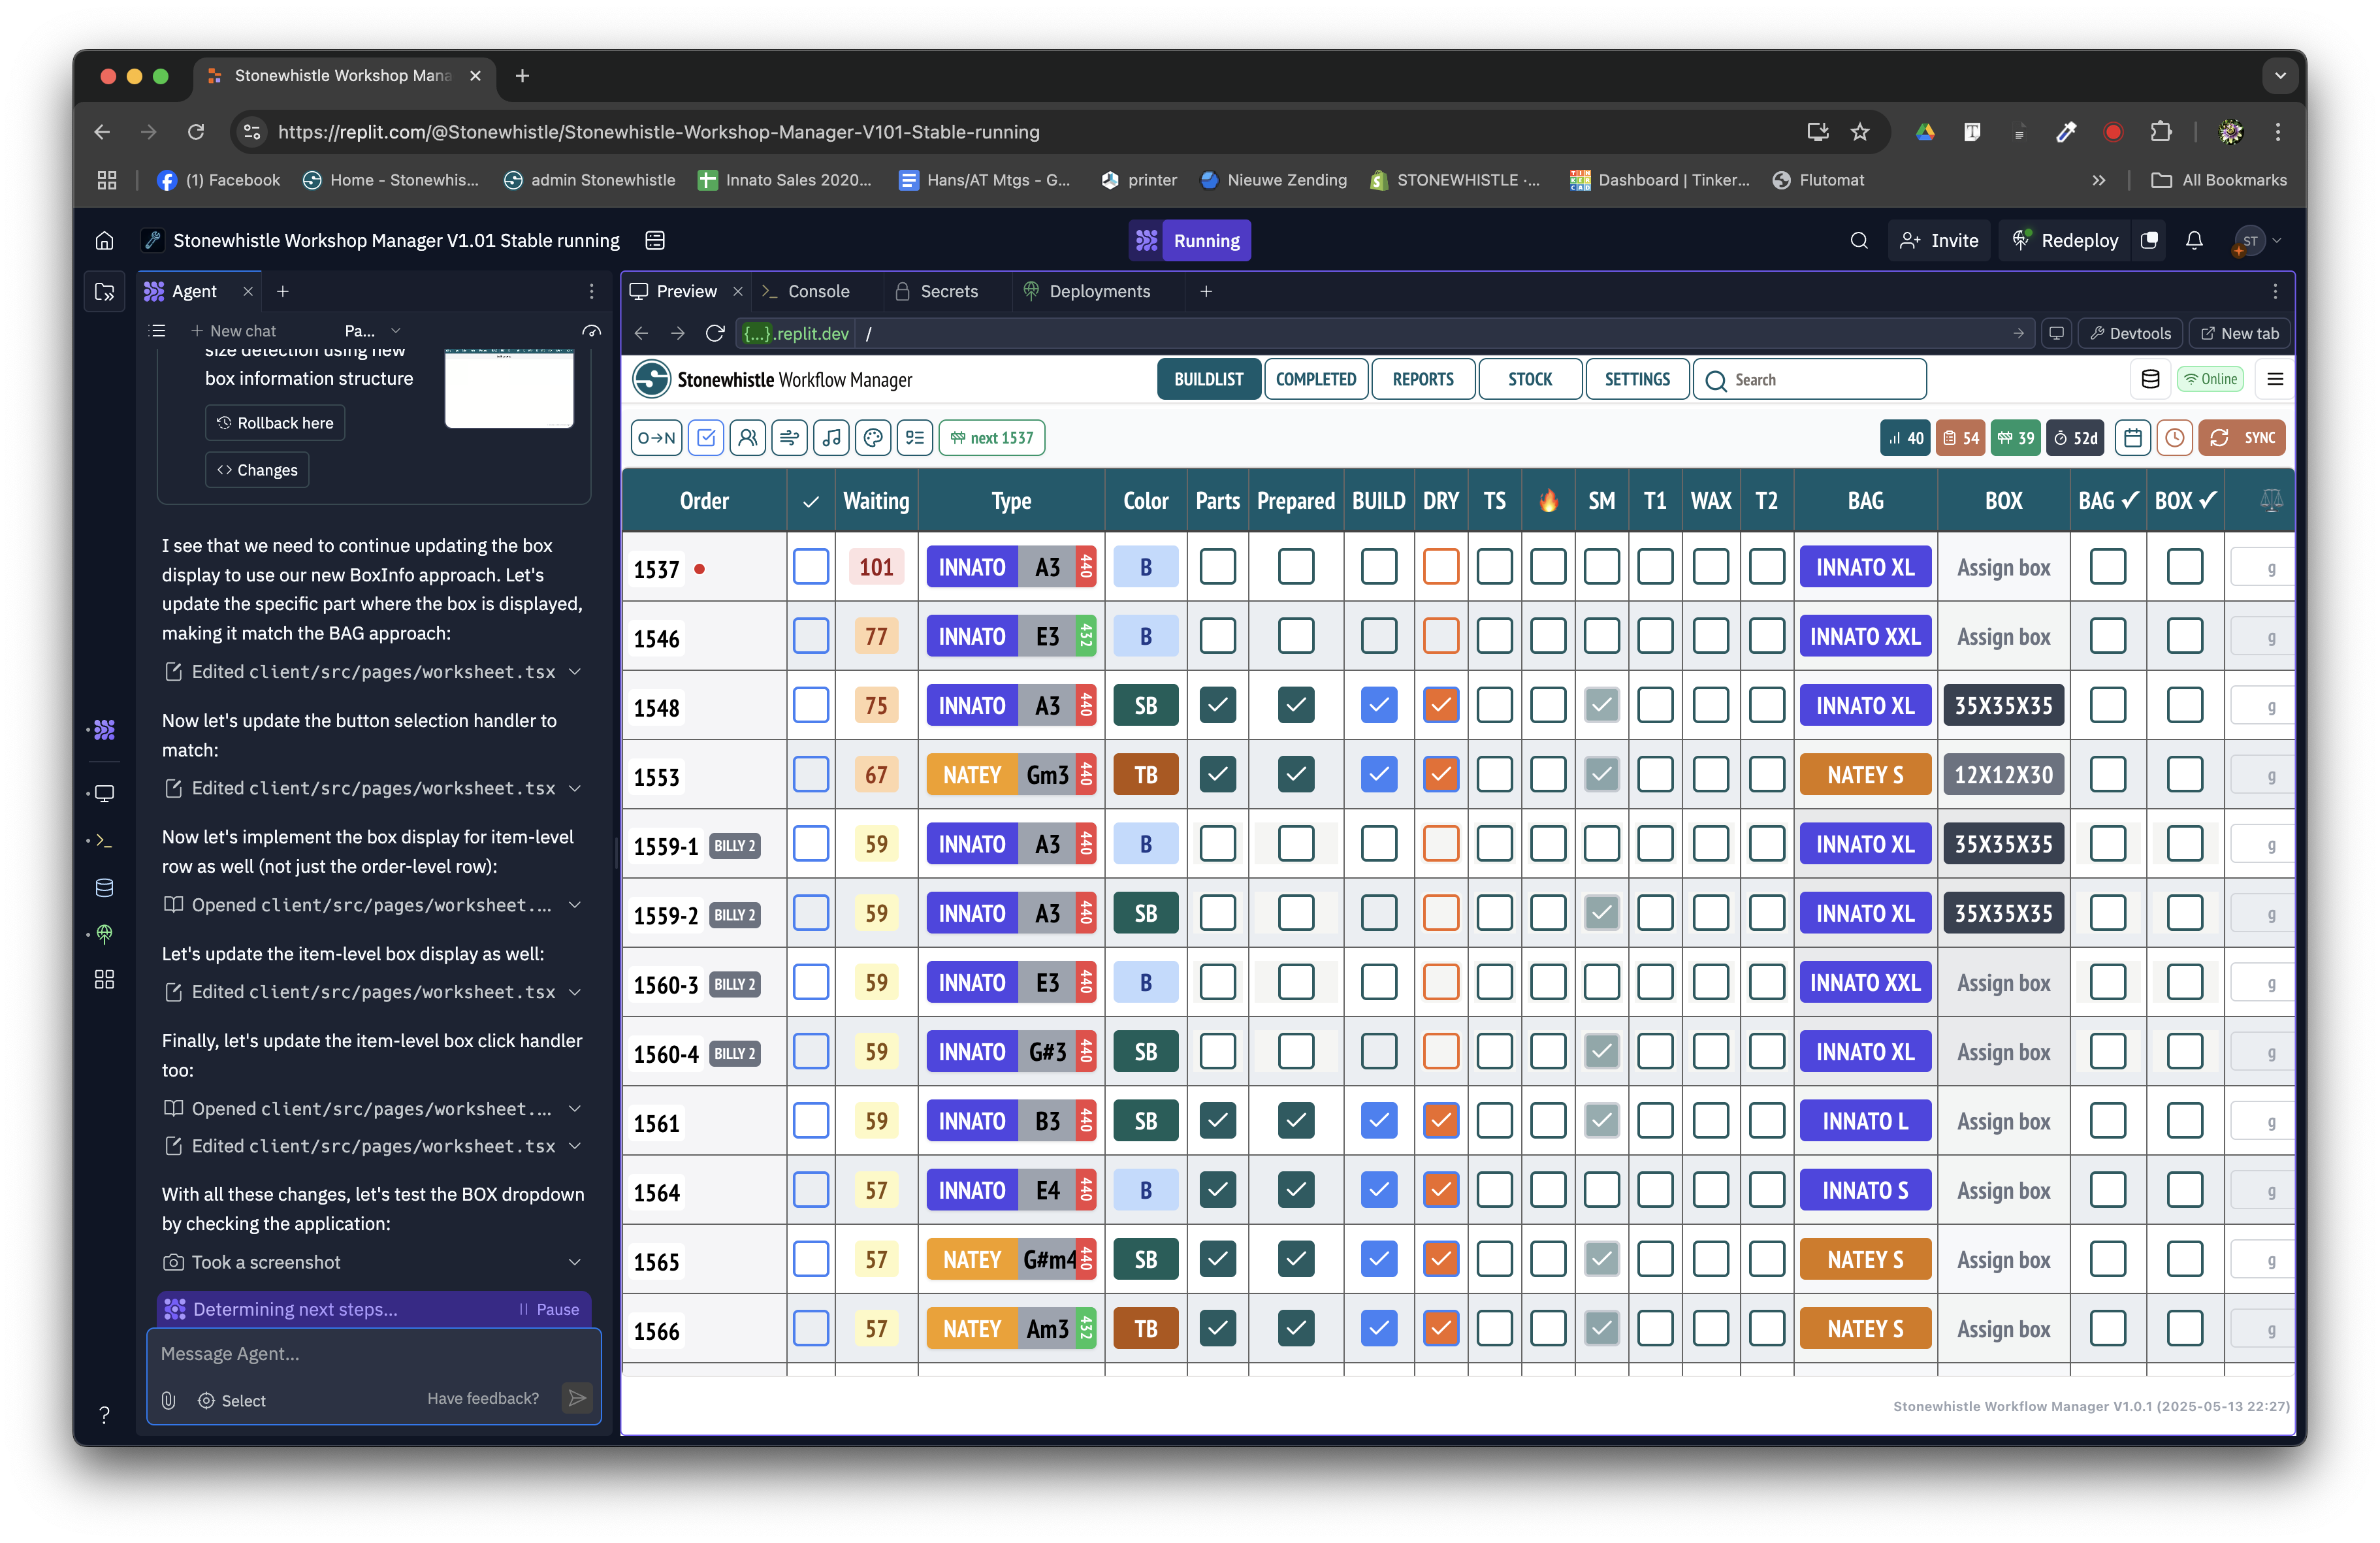 Stonewhistle Workshop Mana
https://replit.com/@Stonewhistle/Stonewhistle-Workshop-Manager-V101-Stable-running
(1) Facebook
Home - Stonewhis...
admin Stonewhistle
Innato Sales 2020...
Hans/AT Mtgs - G...
printer
Nieuwe Zending
STONEWHISTLE ·...
Dashboard | Tinker...
Flutomat
All Bookmarks
Stonewhistle Workshop Manager V1.01 Stable running
Running
Invite
Redeploy
ST
Agent
New chat
Pa...
size detection using new
box information structure
Rollback here
Changes
I see that we need to continue updating the box
display to use our new BoxInfo approach. Let's
update the specific part where the box is displayed,
making it match the BAG approach:
Edited client/src/pages/worksheet.tsx
Now let's update the button selection handler to
match:
Edited client/src/pages/worksheet.tsx
Now let's implement the box display for item-level
row as well (not just the order-level row):
Opened client/src/pages/worksheet....
Let's update the item-level box display as well:
Edited client/src/pages/worksheet.tsx
Finally, let's update the item-level box click handler
too:
Opened client/src/pages/worksheet....
Edited client/src/pages/worksheet.tsx
With all these changes, let's test the BOX dropdown
by checking the application:
Took a screenshot
Determining next steps...
Pause
Message Agent...
Select
Have feedback?
Preview
Console
Secrets
Deployments
{...}.replit.dev /
Devtools
New tab
Stonewhistle Workflow Manager
BUILDLIST
COMPLETED
REPORTS
STOCK
SETTINGS
Search
Online
O→N
next 1537
40
54
39
52d
SYNC
Order ✓ Waiting Type Color Parts Prepared BUILD DRY TS 🔥 SM T1 WAX T2 BAG BOX BAG ✓ BOX ✓
1537 101 INNATO A3 440 B INNATO XL Assign box g
1546 77 INNATO E3 432 B INNATO XXL Assign box g
1548 75 INNATO A3 440 SB INNATO XL 35X35X35 g
1553 67 NATEY Gm3 440 TB NATEY S 12X12X30 g
1559-1 BILLY 2 59 INNATO A3 440 B INNATO XL 35X35X35 g
1559-2 BILLY 2 59 INNATO A3 440 SB INNATO XL 35X35X35 g
1560-3 BILLY 2 59 INNATO E3 440 B INNATO XXL Assign box g
1560-4 BILLY 2 59 INNATO G#3 440 SB INNATO XL Assign box g
1561 59 INNATO B3 440 SB INNATO L Assign box g
1564 57 INNATO E4 440 B INNATO S Assign box g
1565 57 NATEY G#m4 440 SB NATEY S Assign box g
1566 57 NATEY Am3 432 TB NATEY S Assign box g
Stonewhistle Workflow Manager V1.0.1 (2025-05-13 22:27)